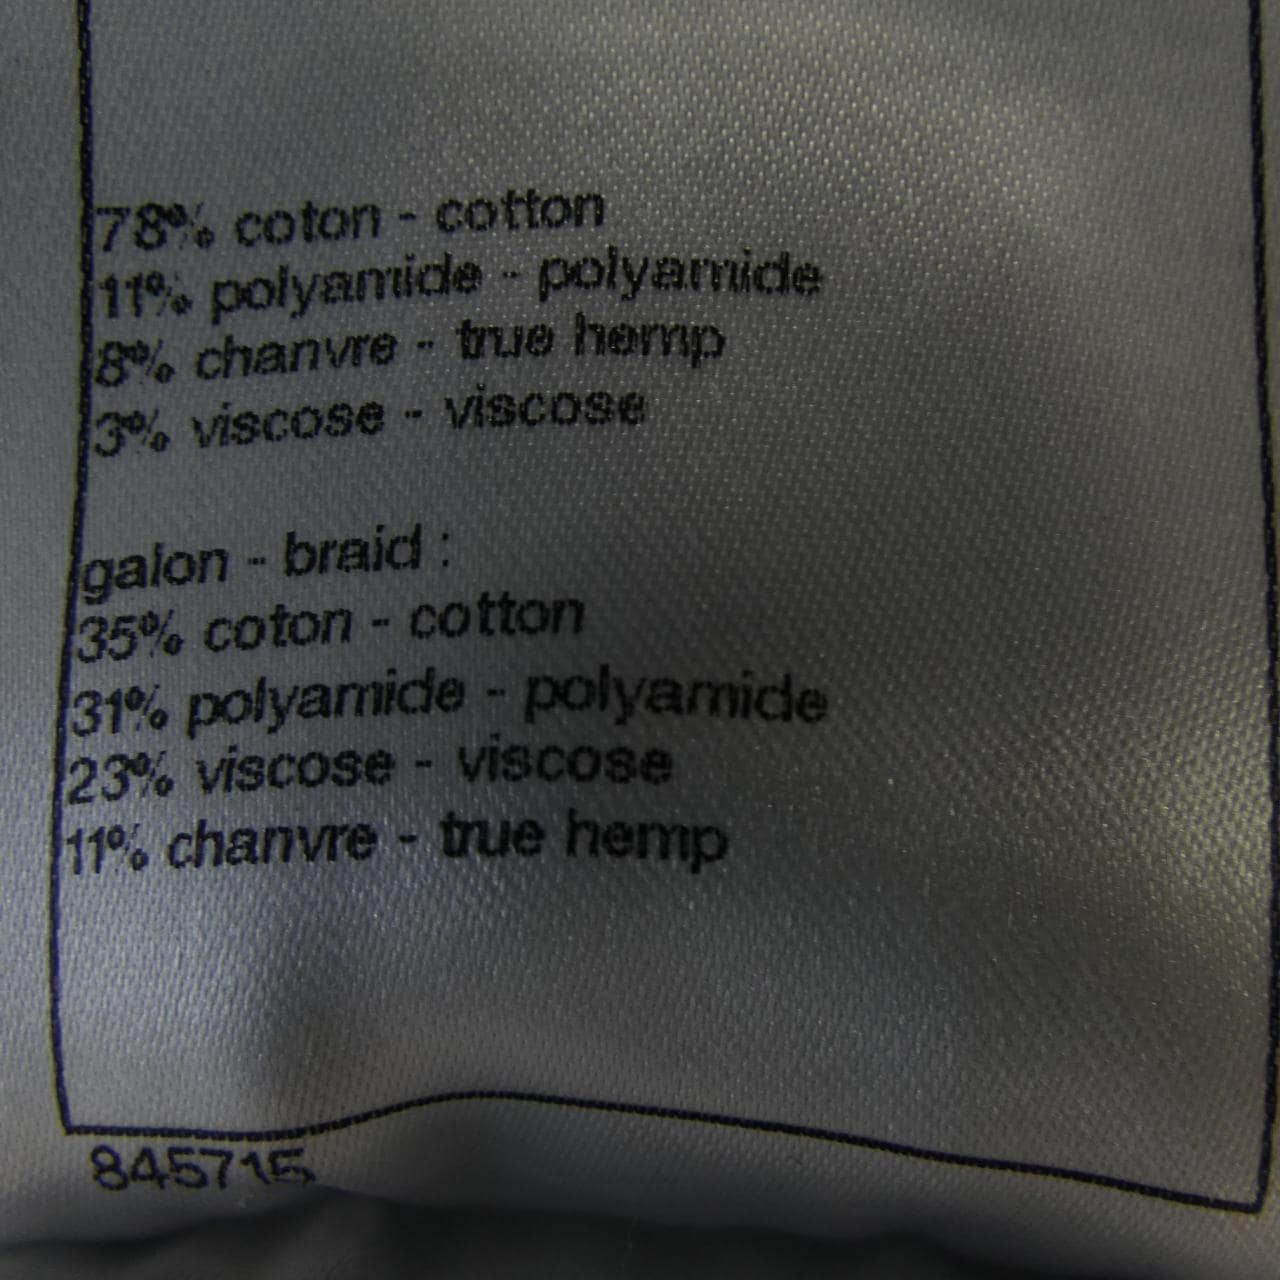 78% coton - cotton
11% polyamide - polyamide
8% chanvre - true hemp
3% viscose - viscose
galon - braid :
35% coton - cotton
31% polyamide - polyamide
23% viscose - viscose
11% chanvre - true hemp
845715